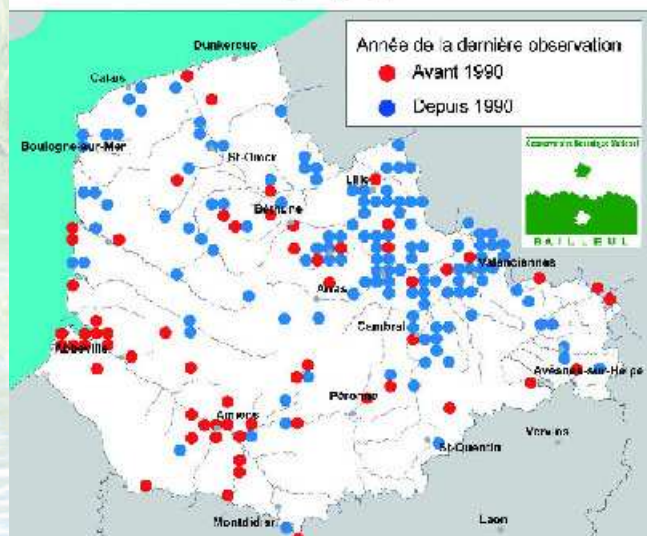 Année de la dernière observation
Avant 1990
Depuis 1990
Dunkerque
Calais
Boulogne-sur-Mer
St-Omer
Lille
BAILLEUL
Béthune
Valenciennes
Arras
Cambrai
Abbeville
Avesnes-sur-Helpe
Péronne
Amiens
St-Quentin
Vervins
Montdidier
Laon